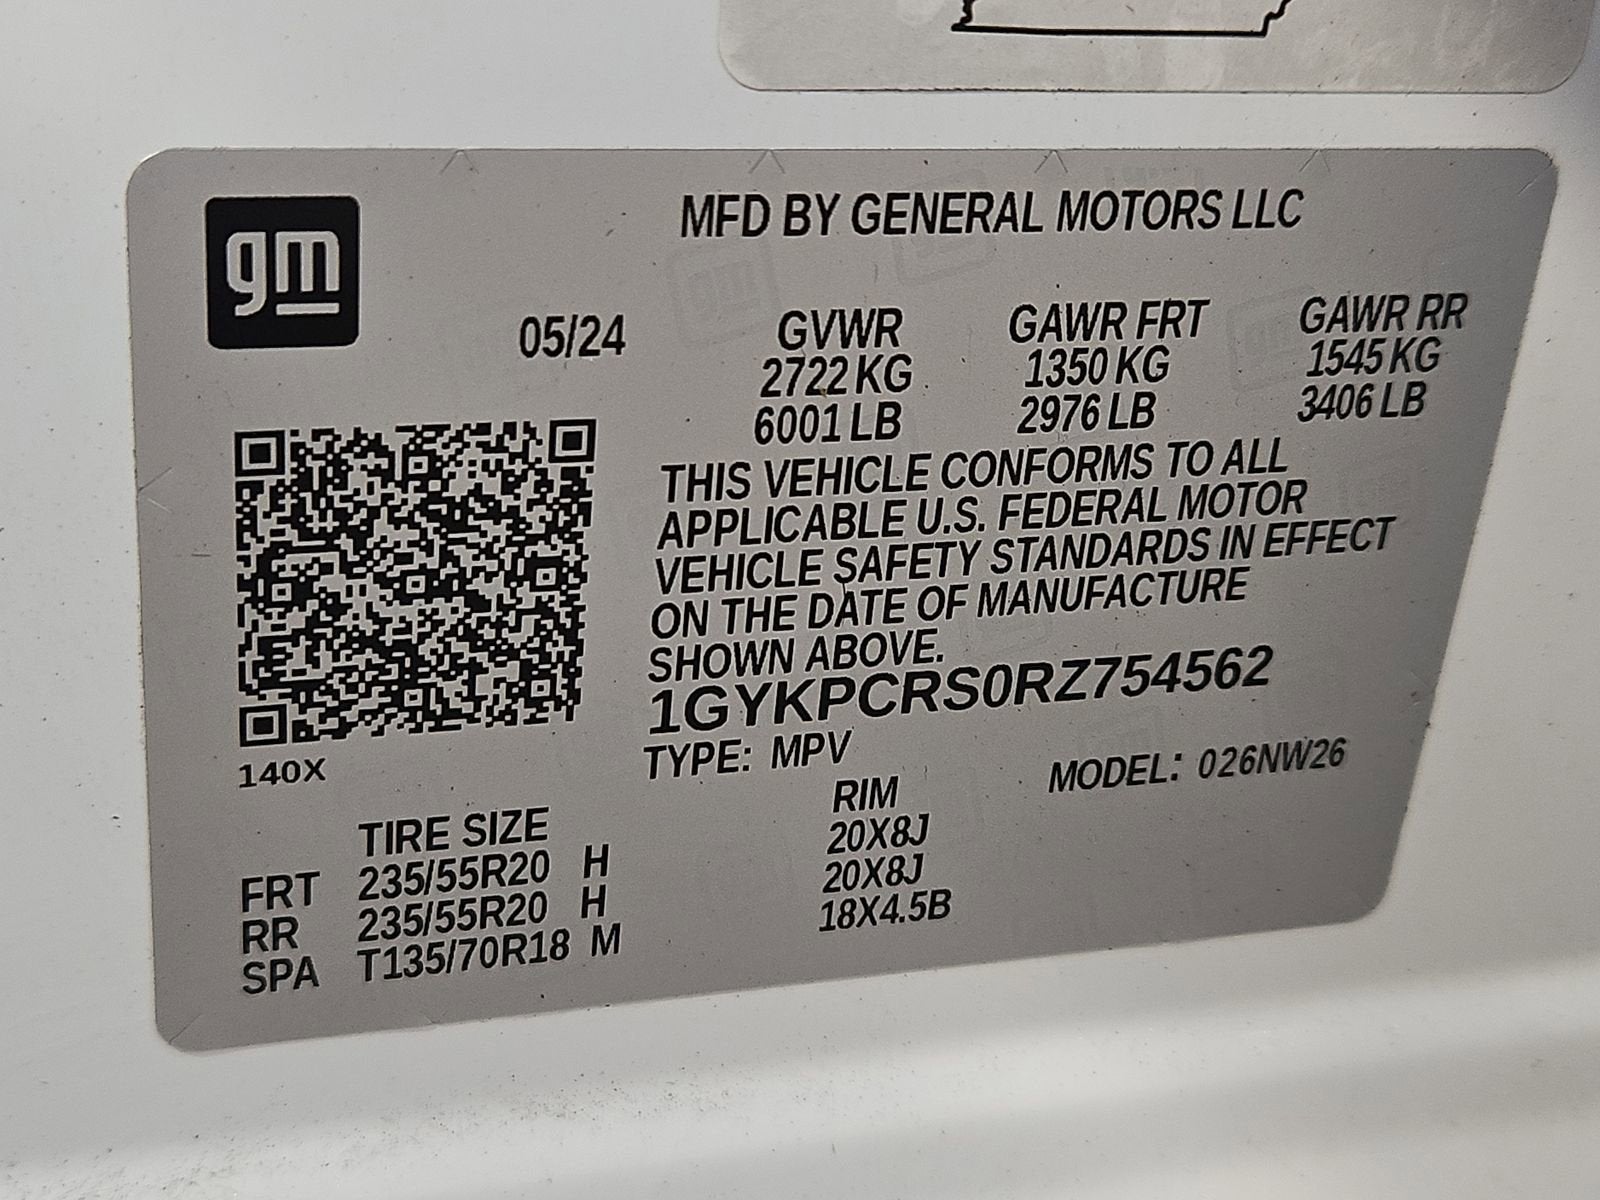 gm
MFD BY GENERAL MOTORS LLC
05/24 GVWR GAWR FRT GAWR RR
2722 KG 1350 KG 1545 KG
6001 LB 2976 LB 3406 LB
THIS VEHICLE CONFORMS TO ALL
APPLICABLE U.S. FEDERAL MOTOR
VEHICLE SAFETY STANDARDS IN EFFECT
ON THE DATE OF MANUFACTURE
SHOWN ABOVE.
1GYKPCRS0RZ754562
TYPE: MPV MODEL: 026NW26
140X
TIRE SIZE RIM
FRT 235/55R20 H 20X8J
RR 235/55R20 H 20X8J
SPA T135/70R18 M 18X4.5B